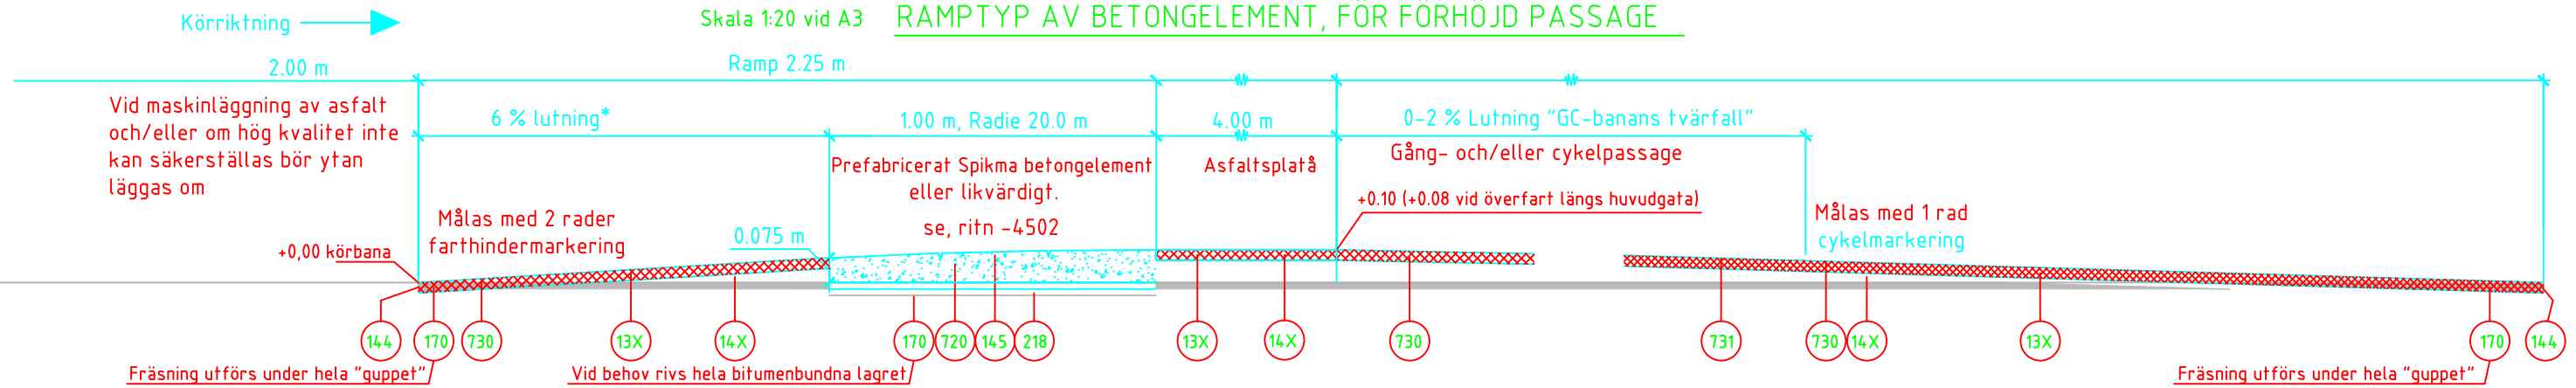 Körriktning
Skala 1:20 vid A3
RAMPTYP AV BETONGELEMENT, FÖR FÖRHÖJD PASSAGE
2.00 m
Ramp 2.25 m
Vid maskinläggning av asfalt
och/eller om hög kvalitet inte
kan säkerställas bör ytan
läggas om
6 % lutning*
1.00 m, Radie 20.0 m
4.00 m
0-2 % Lutning "GC-banans tvärfall"
Prefabricerat Spikma betongelement
eller likvärdigt.
se, ritn -4502
Asfaltsplatå
Gång- och/eller cykelpassage
+0.10 (+0.08 vid överfart längs huvudgata)
Målas med 2 rader
farthindermarkering
0.075 m
Målas med 1 rad
cykelmarkering
+0,00 körbana
144
170
730
13X
14X
170
720
145
218
13X
14X
730
731
730
14X
13X
170
144
Fräsning utförs under hela "guppet"
Vid behov rivs hela bitumenbundna lagret
Fräsning utförs under hela "guppet"